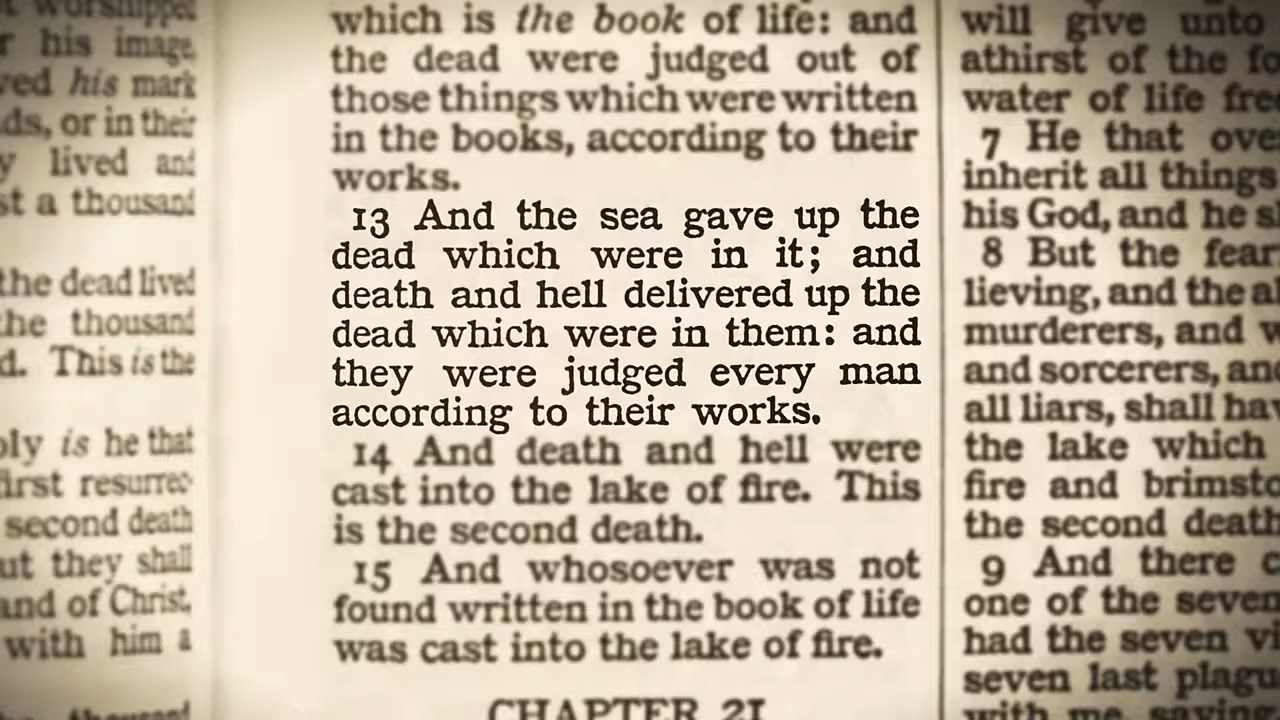 worshipped
his image,
his mark
or in their
lived and
a thousand
the dead lived
the thousand
This is the
is he that
first resurrec-
second death
they shall
and of Christ,
with him a
thousand
which is the book of life: and
the dead were judged out of
those things which were written
in the books, according to their
works.
13 And the sea gave up the
dead which were in it; and
death and hell delivered up the
dead which were in them: and
they were judged every man
according to their works.
14 And death and hell were
cast into the lake of fire. This
is the second death.
15 And whosoever was not
found written in the book of life
was cast into the lake of fire.
CHAPTER 21
will give unto
athirst of the
water of life
7 He that
inherit all things
his God, and he
8 But the
lieving, and the
murderers, and
and sorcerers,
all liars, shall
the lake which
fire and
the second death
9 And there
one of the seven
had the seven
seven last
with me, saying